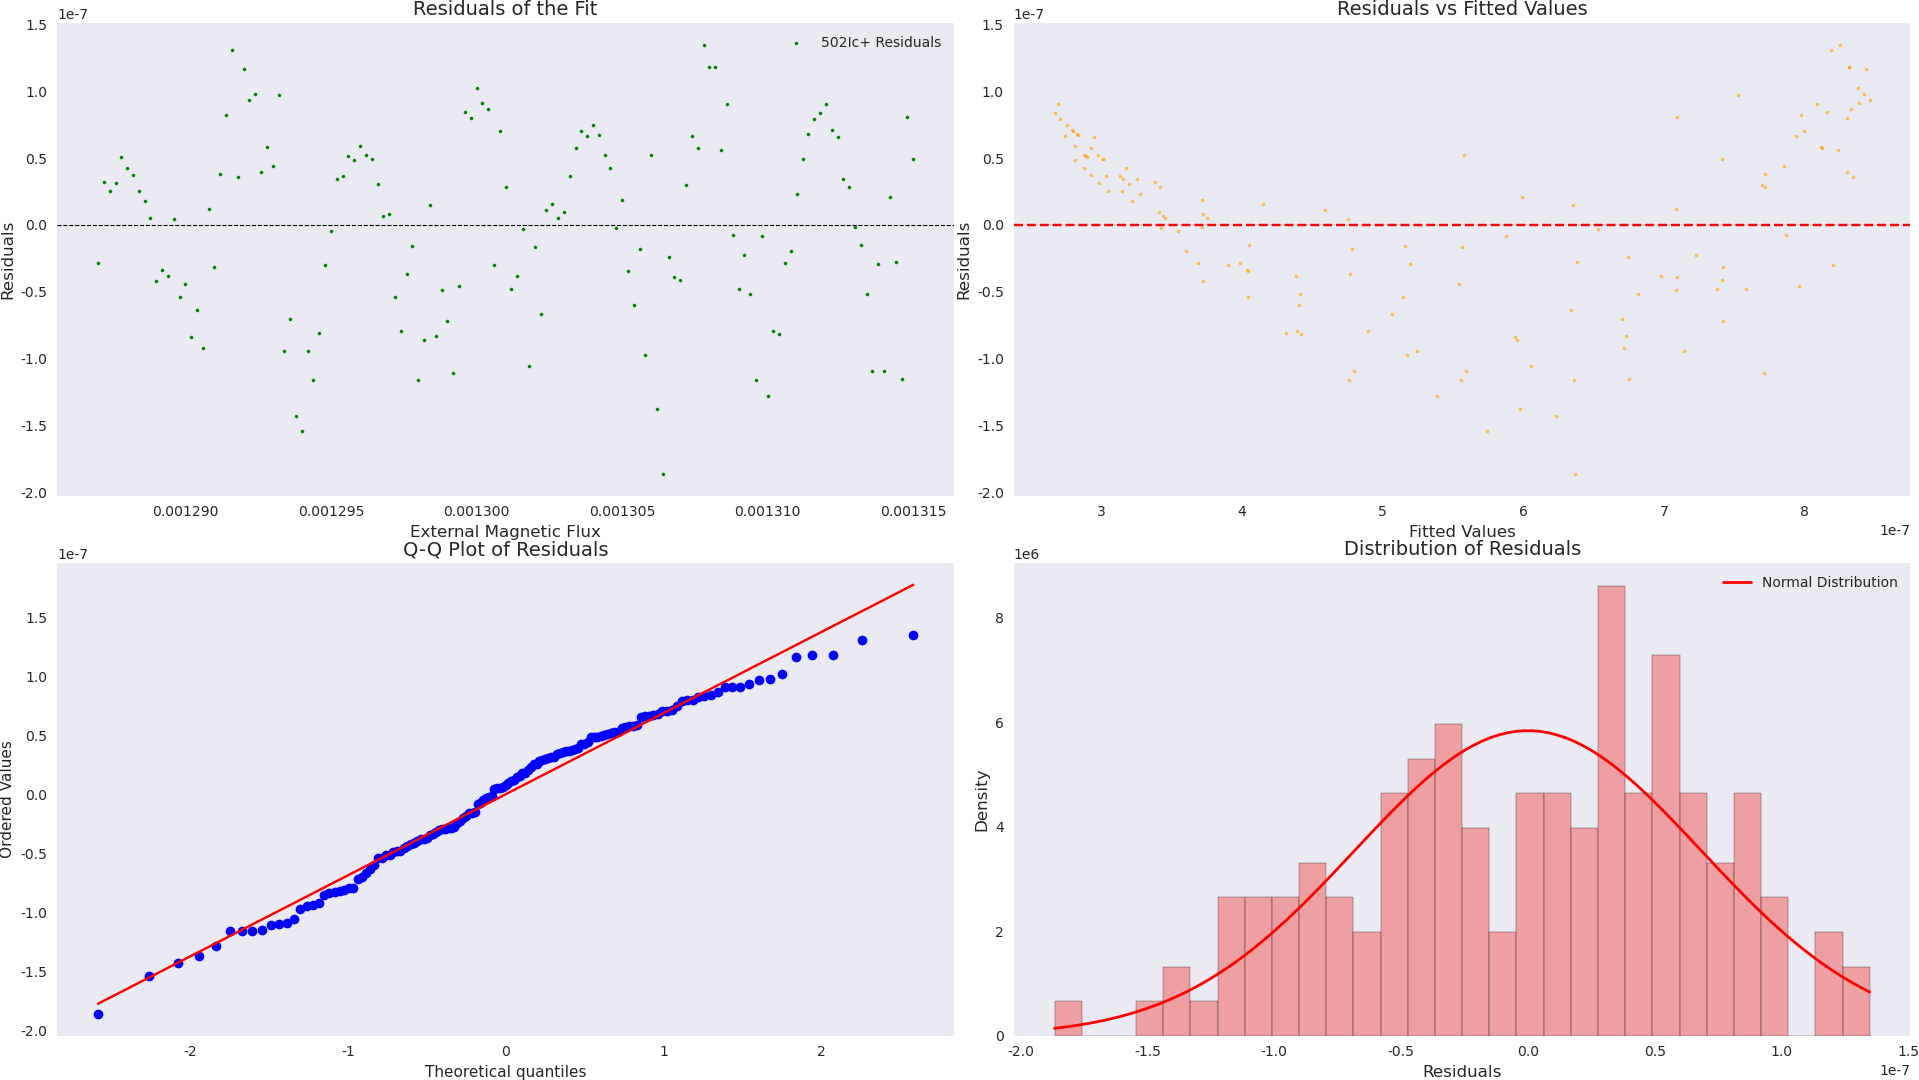 Residuals of the Fit
1e-7
502Ic+ Residuals
1.5
1.0
0.5
0.0
-0.5
-1.0
-1.5
-2.0
Residuals
0.001290 0.001295 0.001300 0.001305 0.001310 0.001315
External Magnetic Flux
Residuals vs Fitted Values
1e-7
1.5
1.0
0.5
0.0
-0.5
-1.0
-1.5
-2.0
Residuals
3 4 5 6 7 8
1e-7
Fitted Values
Q-Q Plot of Residuals
1e-7
1.5
1.0
0.5
0.0
-0.5
-1.0
-1.5
-2.0
Ordered Values
-2 -1 0 1 2
Theoretical quantiles
Distribution of Residuals
1e6
Normal Distribution
8
6
4
2
0
Density
-2.0 -1.5 -1.0 -0.5 0.0 0.5 1.0 1.5
1e-7
Residuals